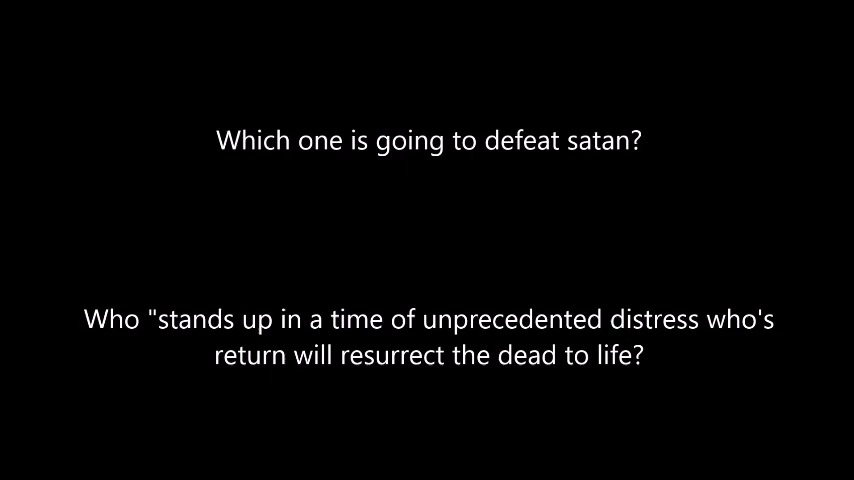 Which one is going to defeat satan?
Who "stands up in a time of unprecedented distress who's
return will resurrect the dead to life?